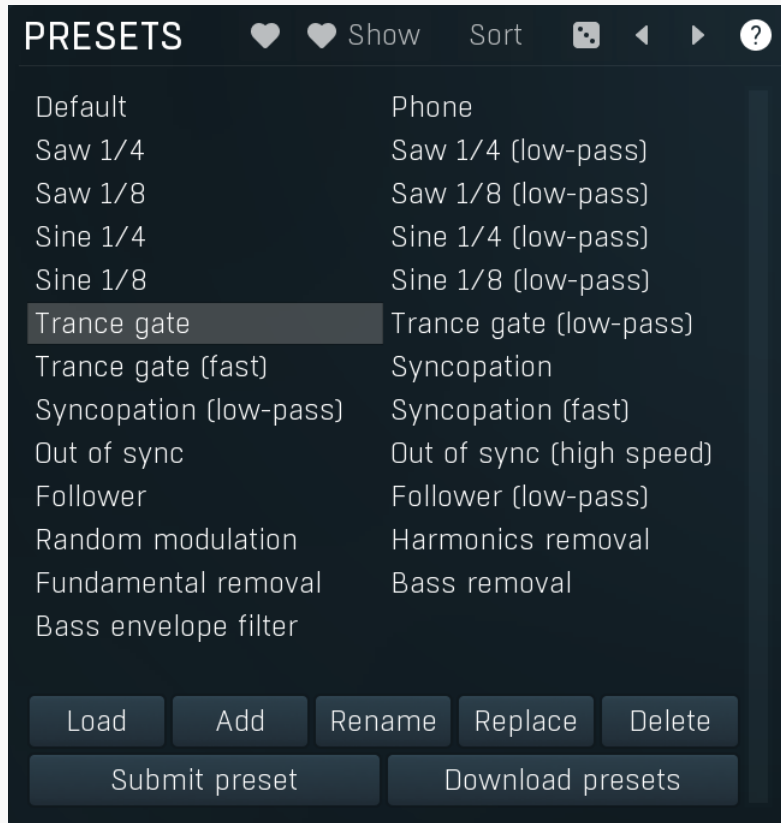 PRESETS Show Sort ?
Default Phone
Saw 1/4 Saw 1/4 (low-pass)
Saw 1/8 Saw 1/8 (low-pass)
Sine 1/4 Sine 1/4 (low-pass)
Sine 1/8 Sine 1/8 (low-pass)
Trance gate Trance gate (low-pass)
Trance gate (fast) Syncopation
Syncopation (low-pass) Syncopation (fast)
Out of sync Out of sync (high speed)
Follower Follower (low-pass)
Random modulation Harmonics removal
Fundamental removal Bass removal
Bass envelope filter
Load Add Rename Replace Delete
Submit preset Download presets